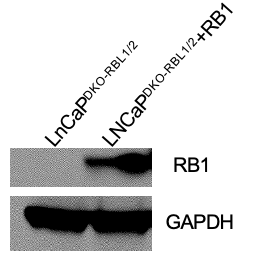 LnCaPDKO-RBL1/2
LNCaPDKO-RBL1/2+RB1
RB1
GAPDH